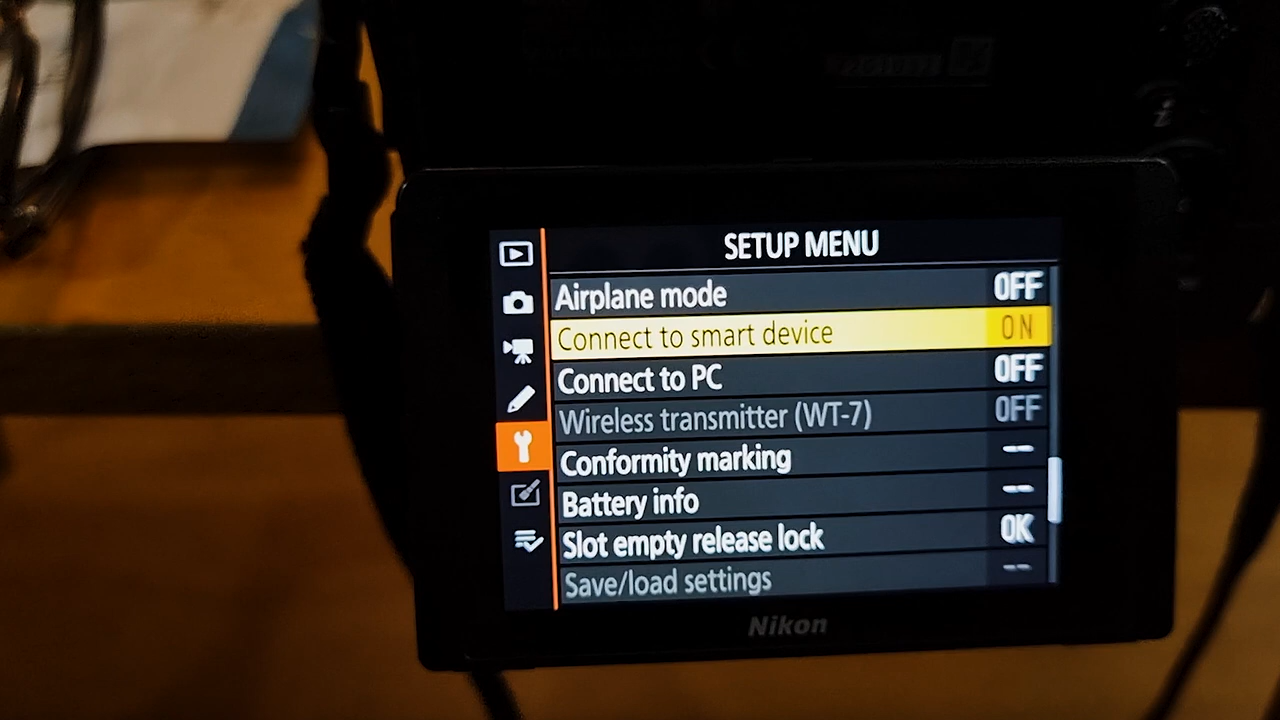 SETUP MENU
Airplane mode OFF
Connect to smart device ON
Connect to PC OFF
Wireless transmitter (WT-7) OFF
Conformity marking --
Battery info --
Slot empty release lock OK
Save/load settings --
Nikon
i